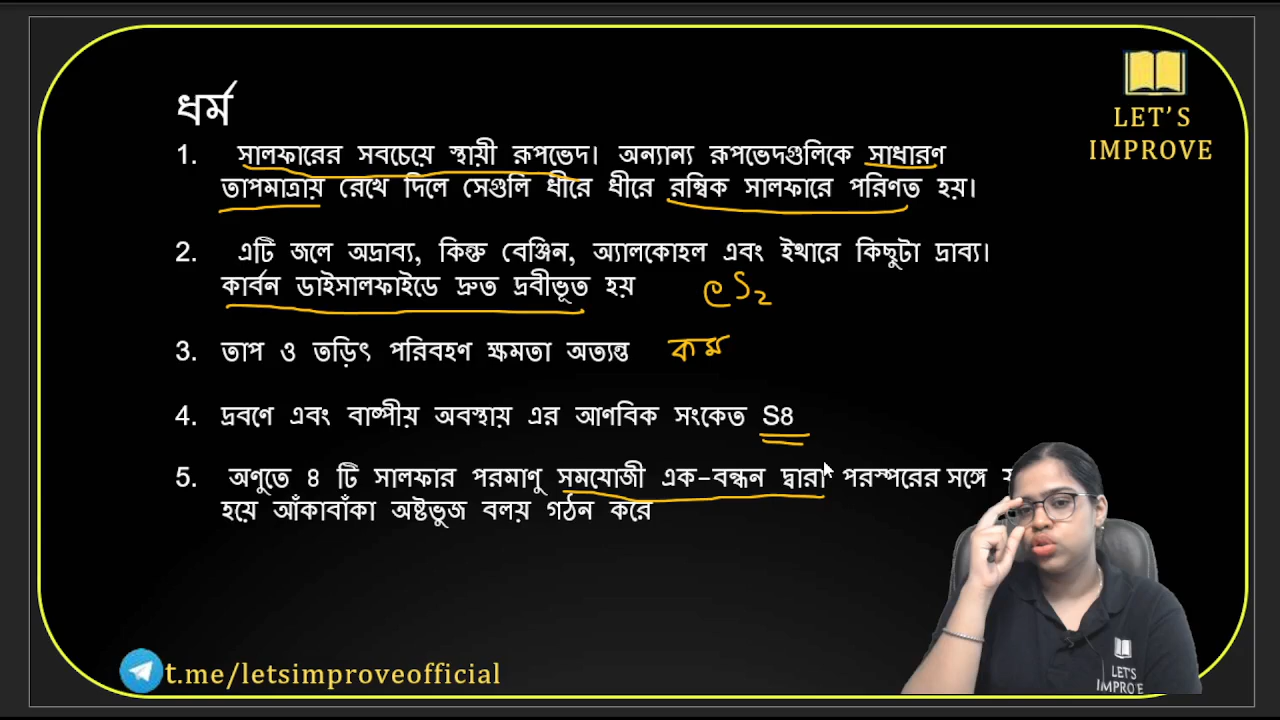 ধর্ম
LET'S
IMPROVE
1. সালফারের সবচেয়ে স্থায়ী রূপভেদ। অন্যান্য রূপভেদগুলিকে সাধারণ
তাপমাত্রায় রেখে দিলে সেগুলি ধীরে ধীরে রম্বিক সালফারে পরিণত হয়।
2. এটি জলে অদ্রাব্য, কিন্তু বেঞ্জিন, অ্যালকোহল এবং ইথারে কিছুটা দ্রাব্য।
কার্বন ডাইসালফাইডে দ্রুত দ্রবীভূত হয় CS2
3. তাপ ও তড়িৎ পরিবহণ ক্ষমতা অত্যন্ত কম
4. দ্রবণে এবং বাষ্পীয় অবস্থায় এর আণবিক সংকেত S8
5. অণুতে ৪ টি সালফার পরমাণু সমযোজী এক-বন্ধন দ্বারা পরস্পরের সঙ্গে
হয়ে আঁকাবাঁকা অষ্টভুজ বলয় গঠন করে
LET'S
IMPROVE
t.me/letsimproveofficial